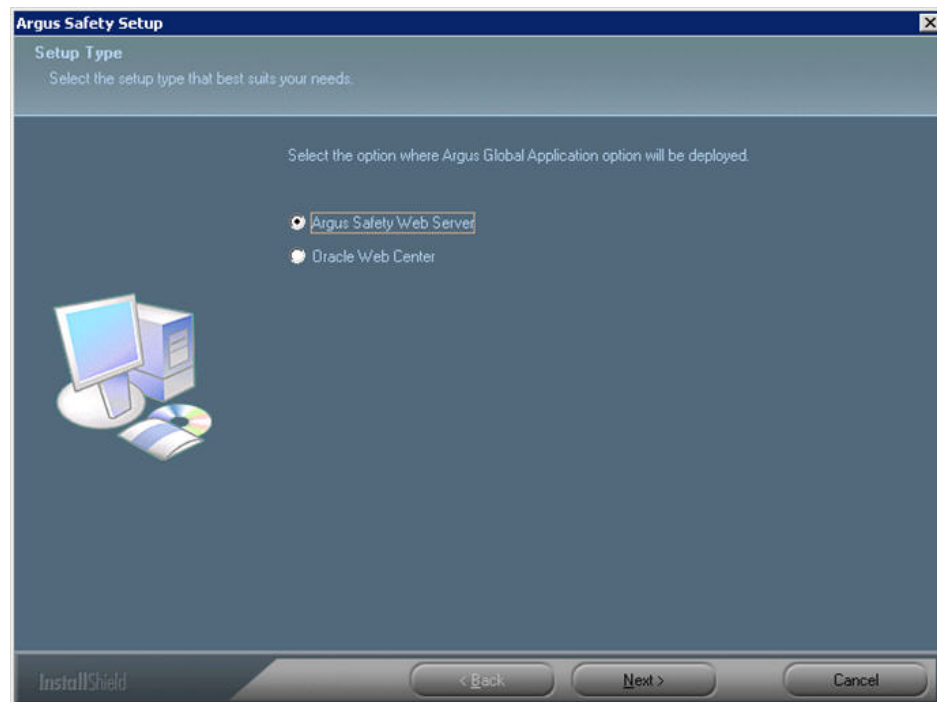 Argus Safety Setup
Setup Type
Select the setup type that best suits your needs.
Select the option where Argus Global Application option will be deployed.
Argus Safety Web Server
Oracle Web Center
InstallShield
< Back
Next >
Cancel